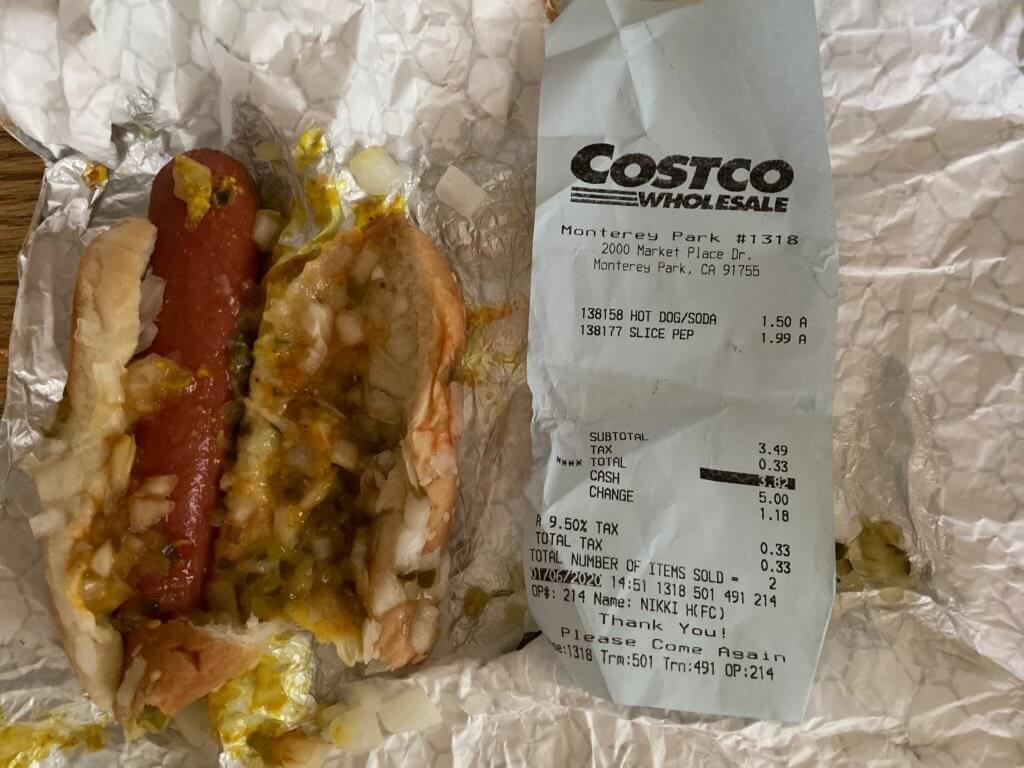 COSTCO
WHOLESALE
Monterey Park #1318
2000 Market Place Dr.
Monterey Park, CA 91755
138158 HOT DOG/SODA 1.50 A
138177 SLICE PEP 1.99 A
SUBTOTAL 3.49
TAX 0.33
**** TOTAL 3.82
CASH 5.00
CHANGE 1.18
A 9.50% TAX 0.33
TOTAL TAX 0.33
TOTAL NUMBER OF ITEMS SOLD = 2
01/06/2020 14:51 1318 501 491 214
OP#: 214 Name: NIKKI H(FC)
Thank You!
Please Come Again
:1318 Trm:501 Trn:491 OP:214